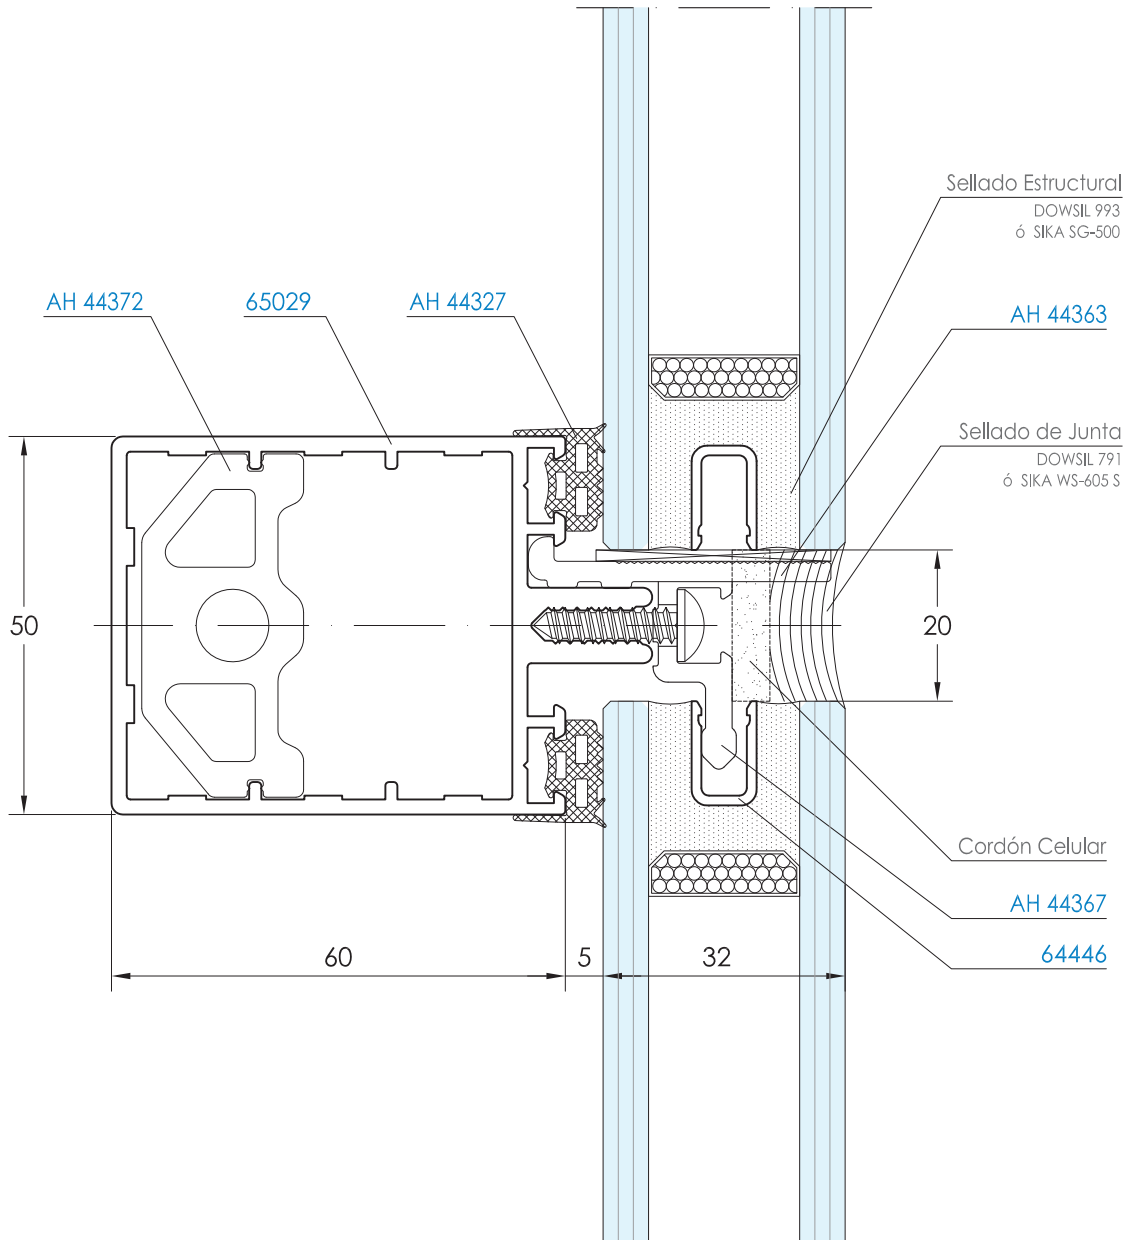 Sellado Estructural
DOWSIL 993
ó SIKA SG-500
AH 44372
65029
AH 44327
AH 44363
Sellado de Junta
DOWSIL 791
ó SIKA WS-605 S
50
20
Cordón Celular
AH 44367
64446
60
5
32